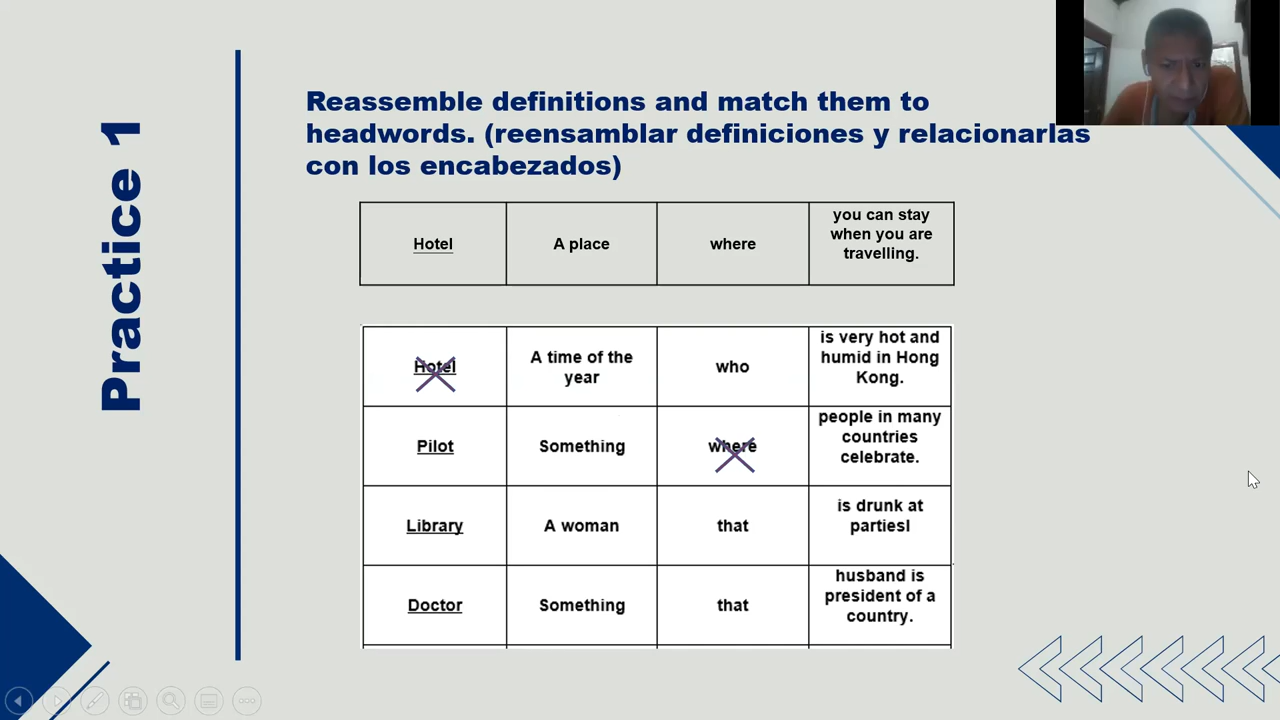 Practice 1
Reassemble definitions and match them to
headwords. (reensamblar definiciones y relacionarlas
con los encabezados)
Hotel
A place
where
you can stay
when you are
travelling.
Hotel
A time of the
year
who
is very hot and
humid in Hong
Kong.
Pilot
Something
where
people in many
countries
celebrate.
Library
A woman
that
is drunk at
partiesl
Doctor
Something
that
husband is
president of a
country.